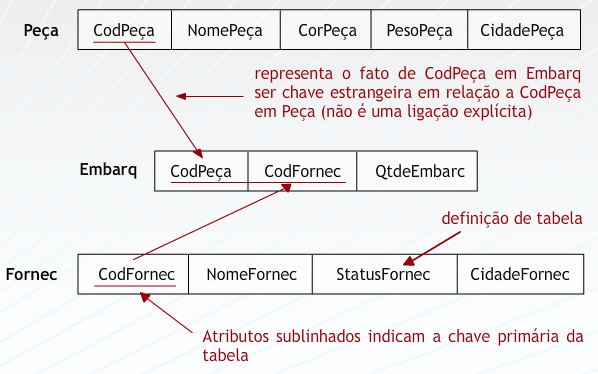 Peça CodPeça NomePeça CorPeça PesoPeça CidadePeça
representa o fato de CodPeça em Embarq
ser chave estrangeira em relação a CodPeça
em Peça (não é uma ligação explícita)
Embarq CodPeça CodFornec QtdeEmbarc
definição de tabela
Fornec CodFornec NomeFornec StatusFornec CidadeFornec
Atributos sublinhados indicam a chave primária da
tabela